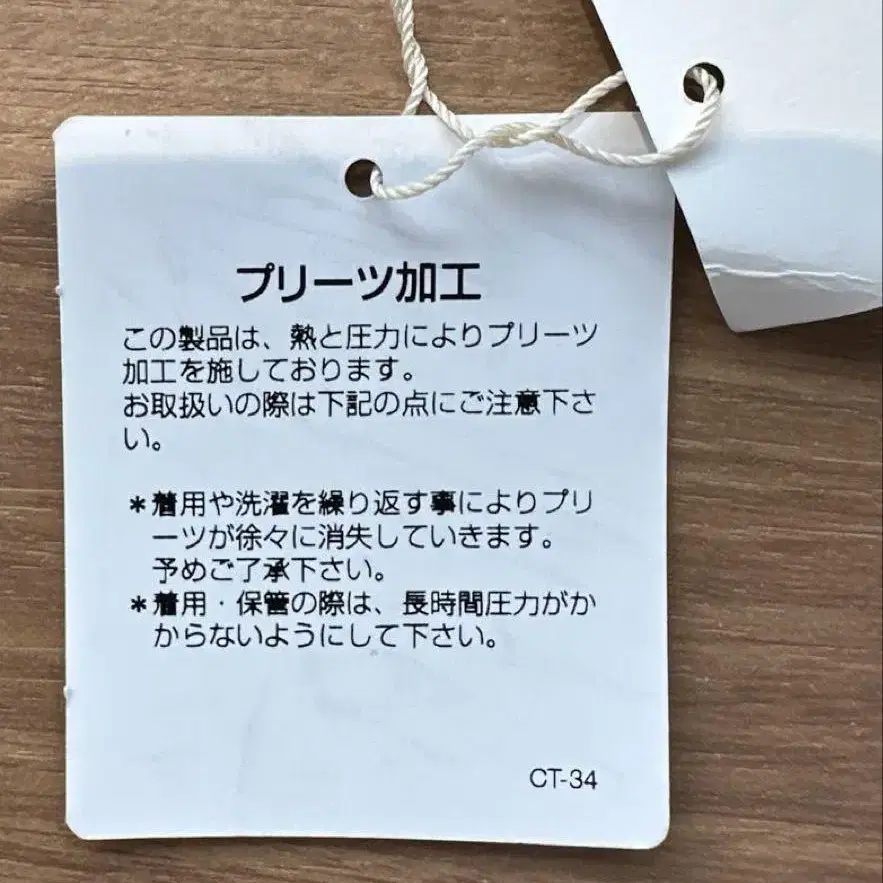 プリーツ加工
この製品は、熱と圧力によりプリーツ
加工を施しております。
お取扱いの際は下記の点にご注意下さ
い。
＊着用や洗濯を繰り返す事によりプリ
ーツが徐々に消失していきます。
予めご了承下さい。
＊着用・保管の際は、長時間圧力がか
からないようにして下さい。
CT-34